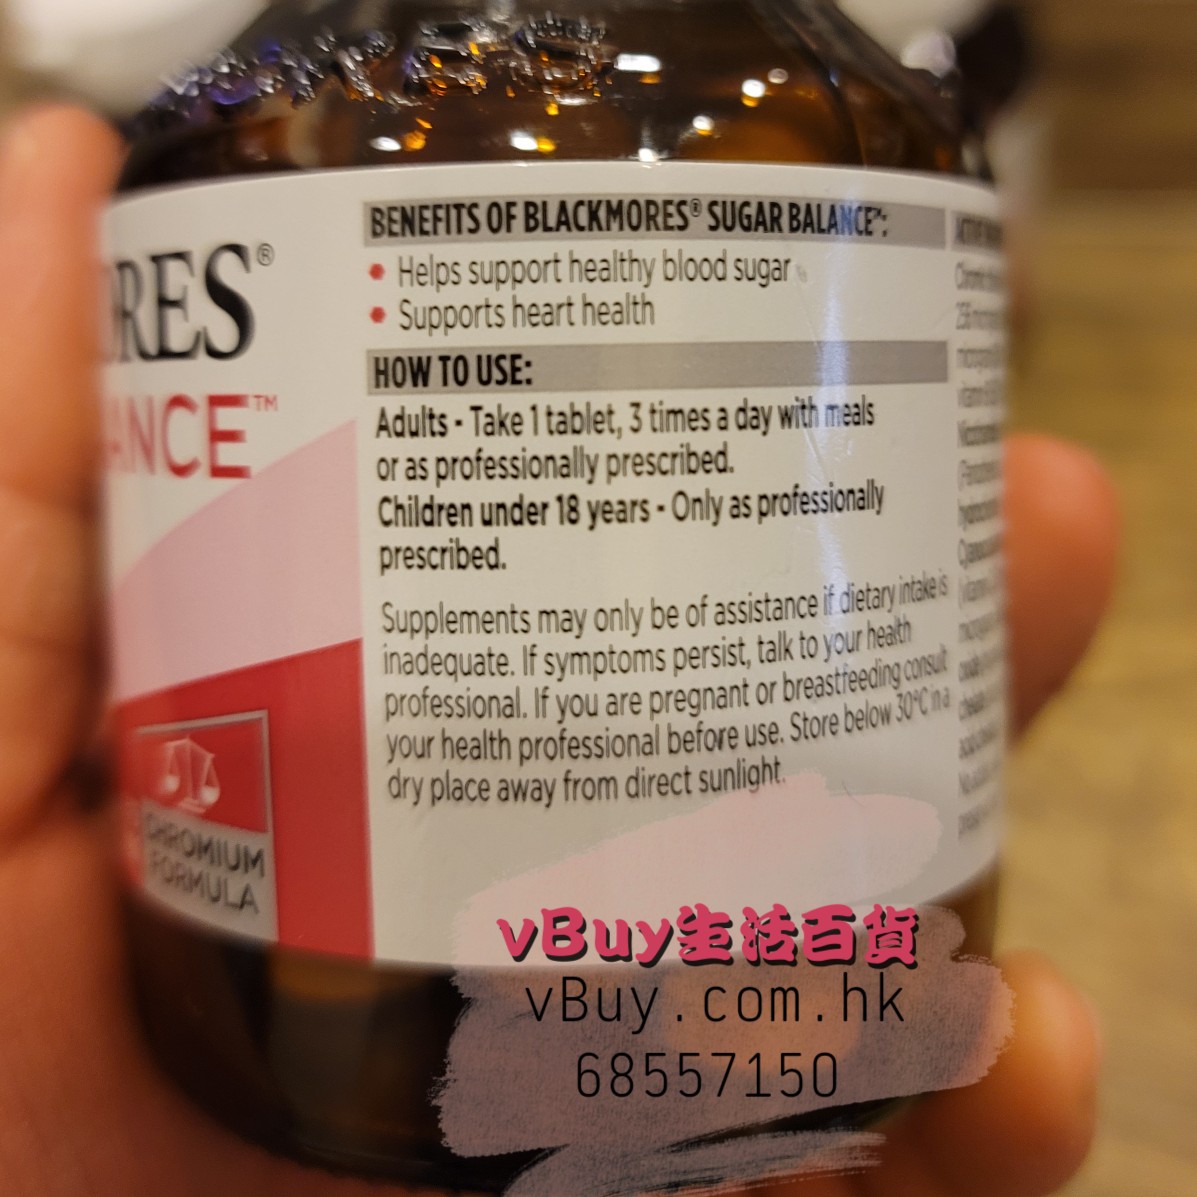 RES®
ANCE™
CHROMIUM
FORMULA
BENEFITS OF BLACKMORES® SUGAR BALANCE™:
• Helps support healthy blood sugar
• Supports heart health
HOW TO USE:
Adults - Take 1 tablet, 3 times a day with meals
or as professionally prescribed.
Children under 18 years - Only as professionally
prescribed.
Supplements may only be of assistance if dietary intake is
inadequate. If symptoms persist, talk to your health
professional. If you are pregnant or breastfeeding consult
your health professional before use. Store below 30°C in a
dry place away from direct sunlight.
vBuy生活百貨
vBuy.com.hk
68557150